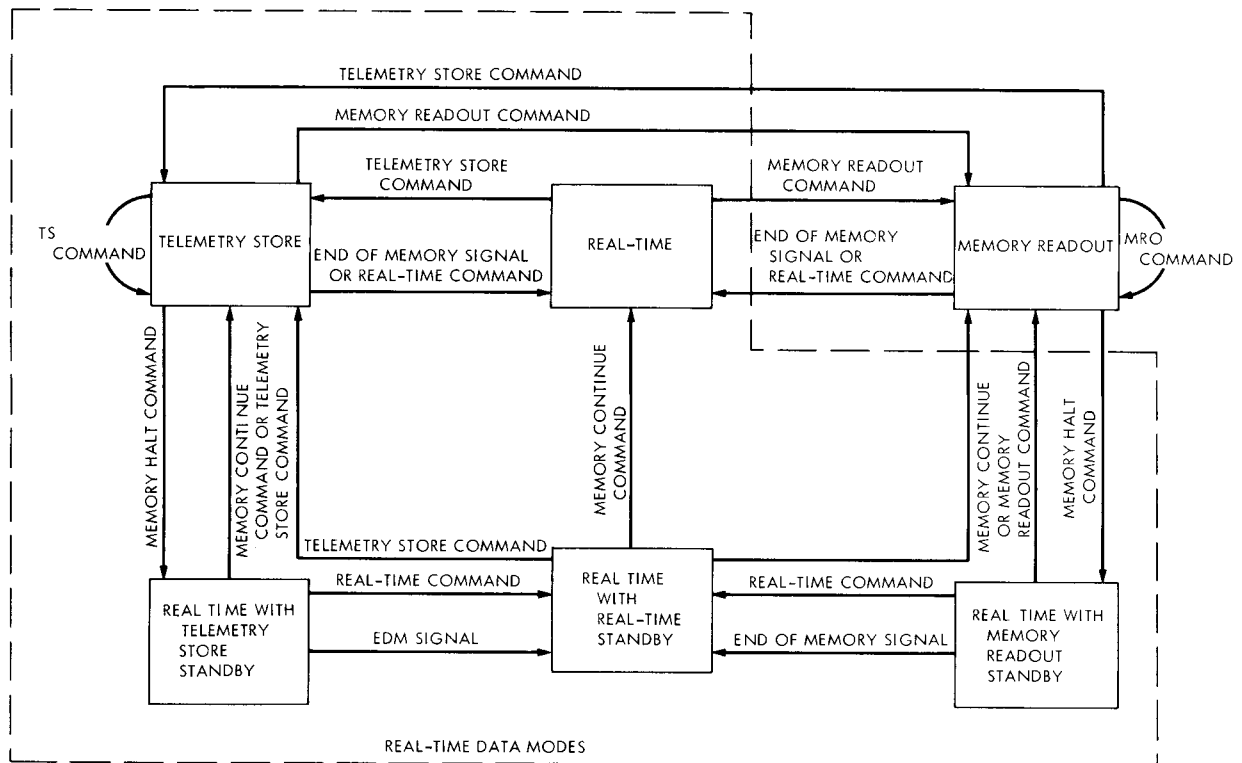 TELEMETRY STORE COMMAND
MEMORY READOUT COMMAND
TELEMETRY STORE
COMMAND
MEMORY READOUT
COMMAND
TS
COMMAND
TELEMETRY STORE
REAL-TIME
MEMORY READOUT
MRO
COMMAND
END OF MEMORY SIGNAL
OR REAL-TIME COMMAND
END OF MEMORY
SIGNAL OR
REAL-TIME COMMAND
MEMORY HALT COMMAND
MEMORY CONTINUE
COMMAND OR TELEMETRY
STORE COMMAND
MEMORY CONTINUE
COMMAND
MEMORY CONTINUE
OR MEMORY
READOUT COMMAND
MEMORY HALT
COMMAND
TELEMETRY STORE COMMAND
REAL-TIME COMMAND
REAL-TIME COMMAND
REAL TIME WITH
TELEMETRY
STORE
STANDBY
REAL TIME
WITH
REAL-TIME
STANDBY
REAL TIME WITH
MEMORY
READOUT
STANDBY
EDM SIGNAL
END OF MEMORY SIGNAL
REAL-TIME DATA MODES